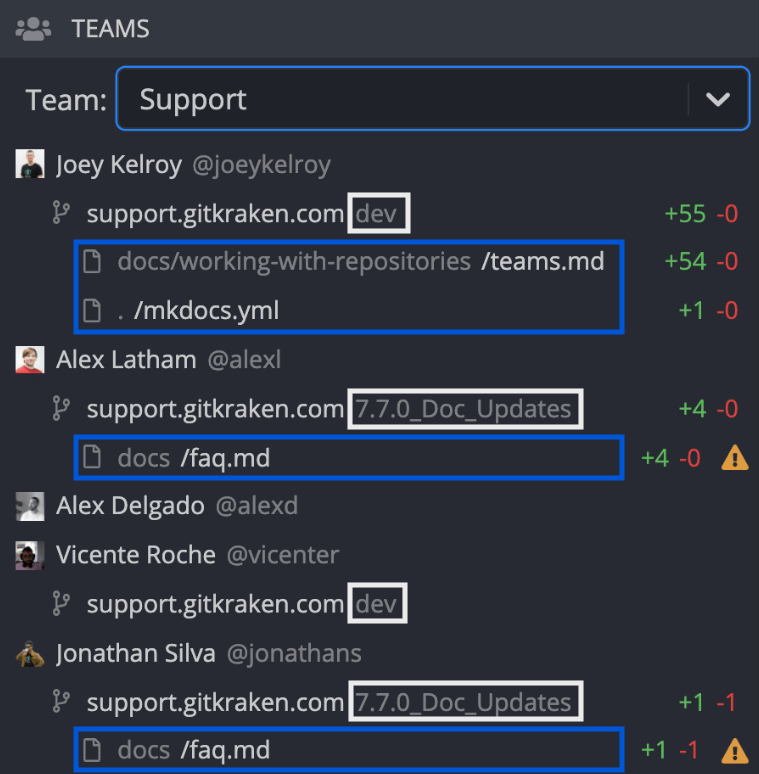 TEAMS
Team: Support
Joey Kelroy @joeykelroy
support.gitkraken.com dev +55 -0
docs/working-with-repositories /teams.md +54 -0
. /mkdocs.yml +1 -0
Alex Latham @alexl
support.gitkraken.com 7.7.0_Doc_Updates +4 -0
docs /faq.md +4 -0
Alex Delgado @alexd
Vicente Roche @vicenter
support.gitkraken.com dev
Jonathan Silva @jonathans
support.gitkraken.com 7.7.0_Doc_Updates +1 -1
docs /faq.md +1 -1